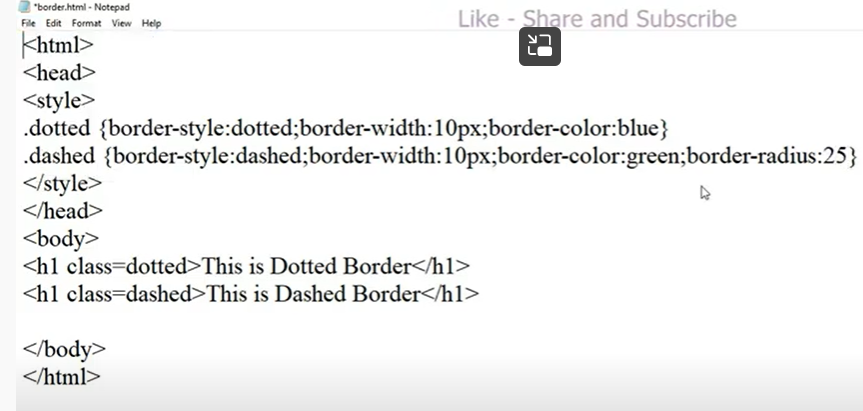 *border.html - Notepad
Like - Share and Subscribe
File Edit Format View Help
<html>
<head>
<style>
.dotted {border-style:dotted;border-width:10px;border-color:blue}
.dashed {border-style:dashed;border-width:10px;border-color:green;border-radius:25}
</style>
</head>
<body>
<h1 class=dotted>This is Dotted Border</h1>
<h1 class=dashed>This is Dashed Border</h1>
</body>
</html>